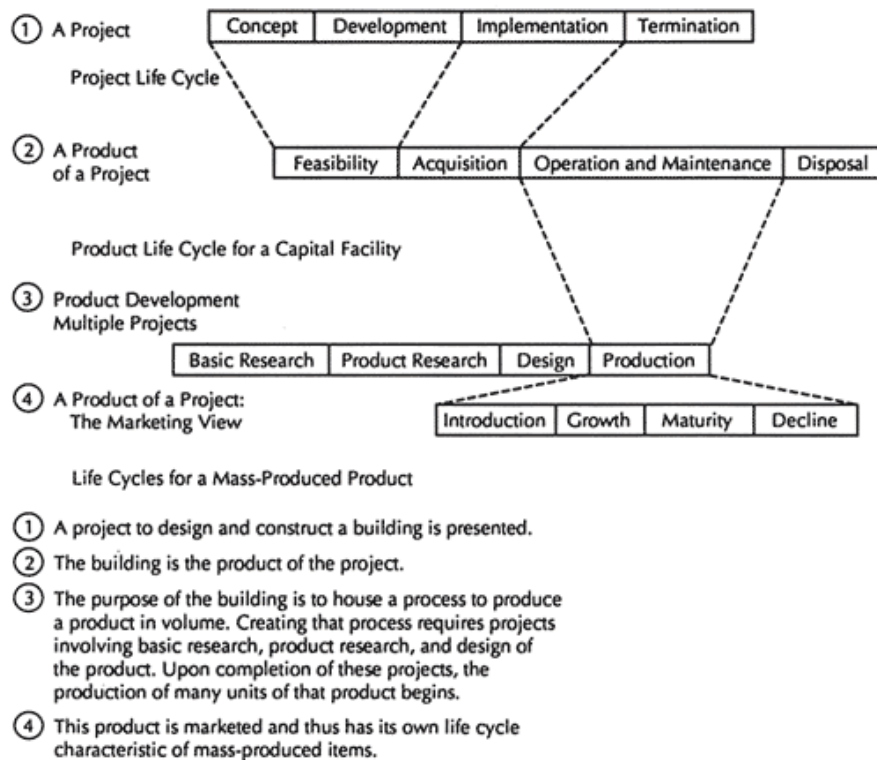 ① A Project
Concept Development Implementation Termination
Project Life Cycle
② A Product
of a Project
Feasibility Acquisition Operation and Maintenance Disposal
Product Life Cycle for a Capital Facility
③ Product Development
Multiple Projects
Basic Research Product Research Design Production
④ A Product of a Project:
The Marketing View
Introduction Growth Maturity Decline
Life Cycles for a Mass-Produced Product
① A project to design and construct a building is presented.
② The building is the product of the project.
③ The purpose of the building is to house a process to produce
a product in volume. Creating that process requires projects
involving basic research, product research, and design of
the product. Upon completion of these projects, the
production of many units of that product begins.
④ This product is marketed and thus has its own life cycle
characteristic of mass-produced items.